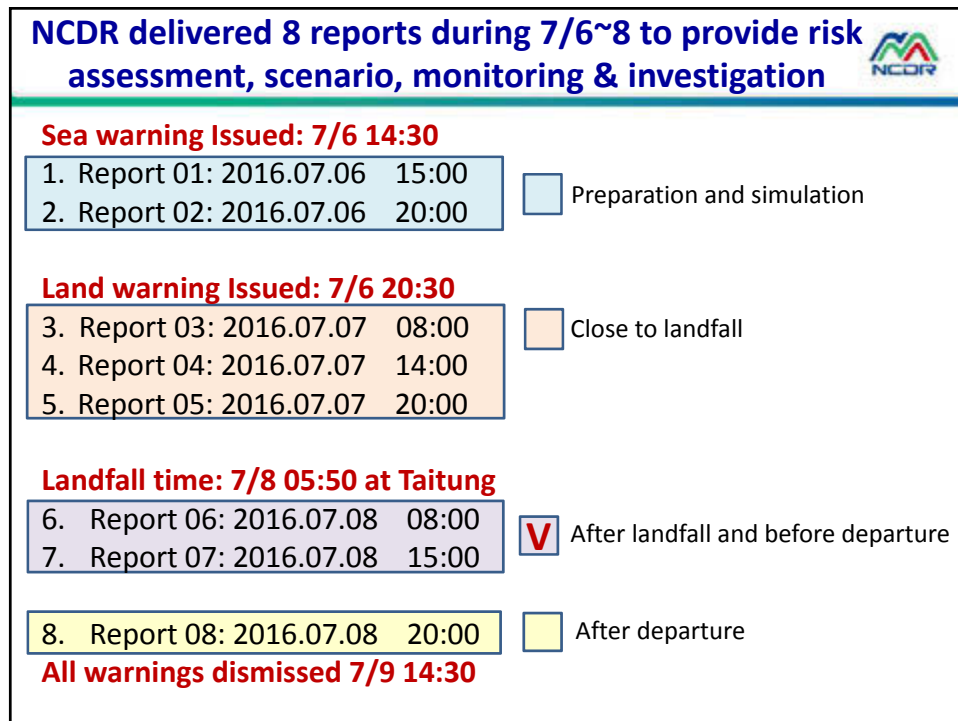 NCDR delivered 8 reports during 7/6~8 to provide risk
assessment, scenario, monitoring & investigation
NCDR
Sea warning Issued: 7/6 14:30
1. Report 01: 2016.07.06 15:00
2. Report 02: 2016.07.06 20:00
Preparation and simulation
Land warning Issued: 7/6 20:30
3. Report 03: 2016.07.07 08:00
4. Report 04: 2016.07.07 14:00
5. Report 05: 2016.07.07 20:00
Close to landfall
Landfall time: 7/8 05:50 at Taitung
6. Report 06: 2016.07.08 08:00
7. Report 07: 2016.07.08 15:00
V After landfall and before departure
8. Report 08: 2016.07.08 20:00
After departure
All warnings dismissed 7/9 14:30